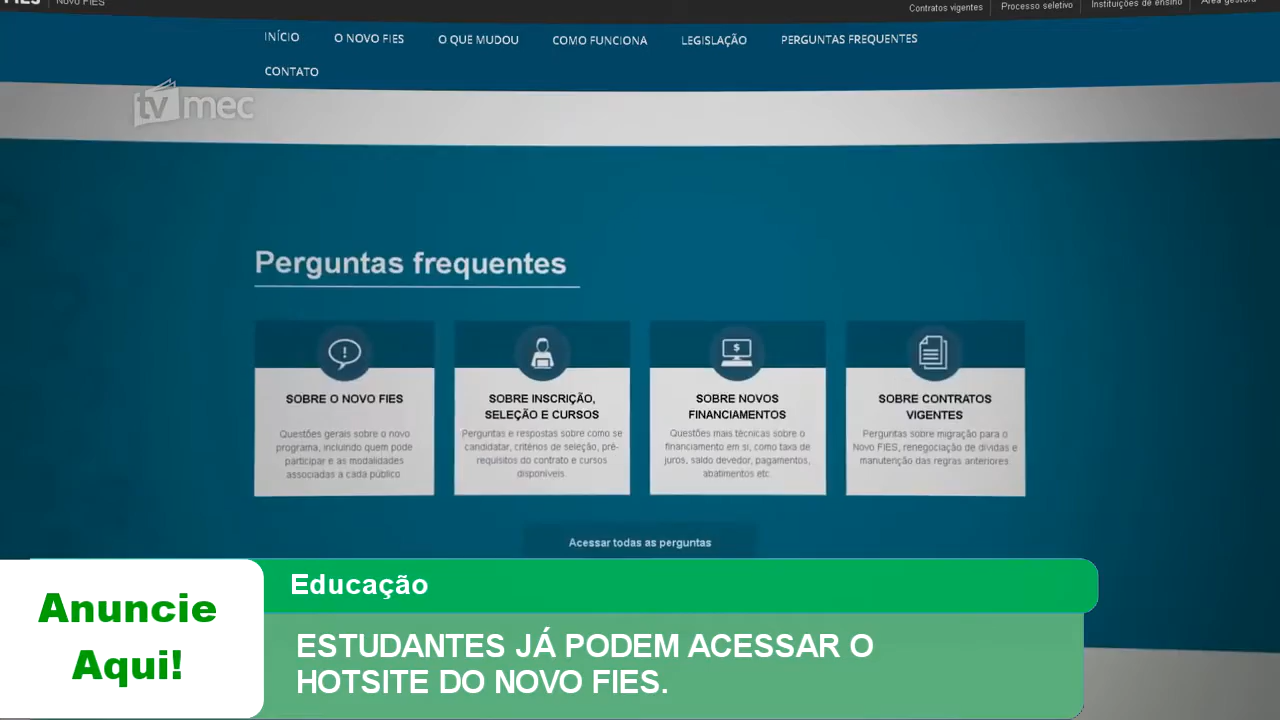 FIES | Novo FIES
Contratos vigentes | Processo seletivo | Instituições de ensino | Área gestora
INÍCIO O NOVO FIES O QUE MUDOU COMO FUNCIONA LEGISLAÇÃO PERGUNTAS FREQUENTES
CONTATO
tv mec
Perguntas frequentes
SOBRE O NOVO FIES
Questões gerais sobre o novo
programa, incluindo quem pode
participar e as modalidades
associadas a cada público
SOBRE INSCRIÇÃO,
SELEÇÃO E CURSOS
Perguntas e respostas sobre como se
candidatar, critérios de seleção, pré-
requisitos do contrato e cursos
disponíveis.
SOBRE NOVOS
FINANCIAMENTOS
Questões mais técnicas sobre o
financiamento em si, como taxa de
juros, saldo devedor, pagamentos,
abatimentos etc.
SOBRE CONTRATOS
VIGENTES
Perguntas sobre migração para o
Novo FIES, renegociação de dívidas e
manutenção das regras anteriores
Acessar todas as perguntas
Anuncie
Aqui!
Educação
ESTUDANTES JÁ PODEM ACESSAR O
HOTSITE DO NOVO FIES.